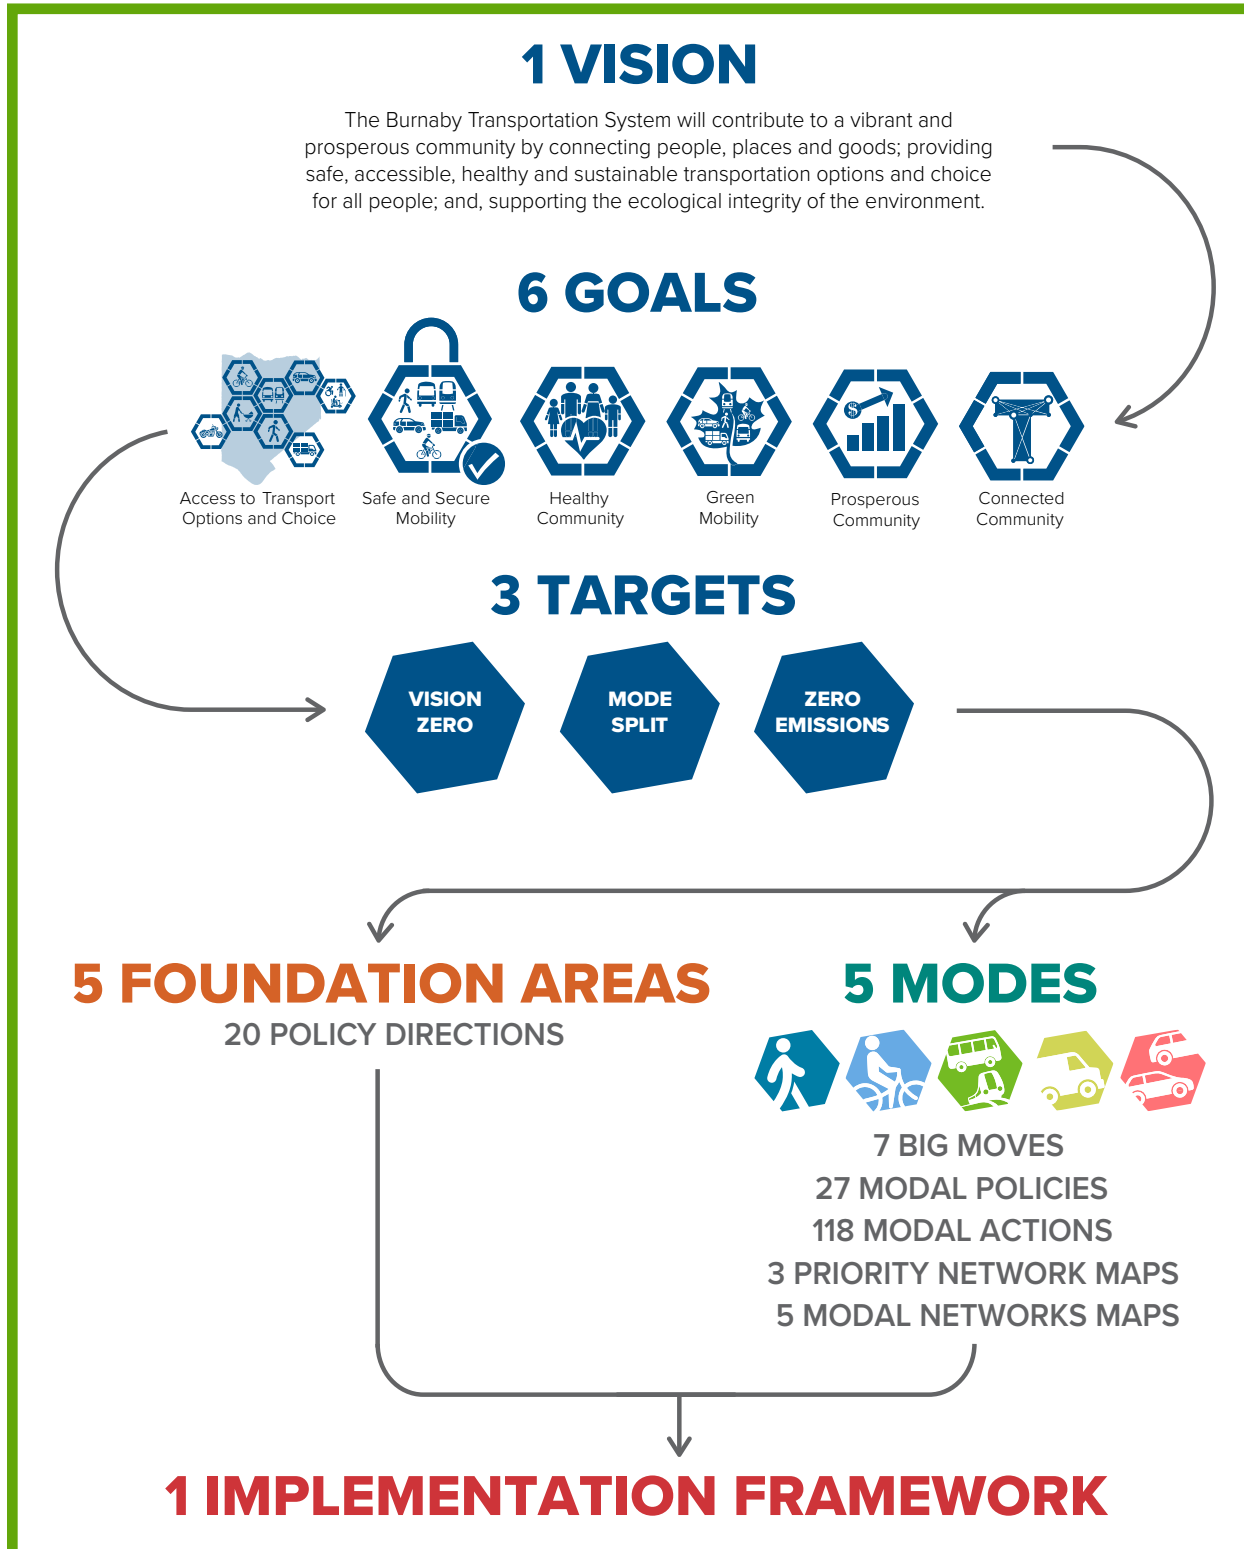 1 VISION
The Burnaby Transportation System will contribute to a vibrant and
prosperous community by connecting people, places and goods; providing
safe, accessible, healthy and sustainable transportation options and choice
for all people; and, supporting the ecological integrity of the environment.
6 GOALS
$
Access to Transport
Options and Choice
Safe and Secure
Mobility
Healthy
Community
Green
Mobility
Prosperous
Community
Connected
Community
3 TARGETS
VISION
ZERO
MODE
SPLIT
ZERO
EMISSIONS
5 FOUNDATION AREAS
20 POLICY DIRECTIONS
5 MODES
7 BIG MOVES
27 MODAL POLICIES
118 MODAL ACTIONS
3 PRIORITY NETWORK MAPS
5 MODAL NETWORKS MAPS
1 IMPLEMENTATION FRAMEWORK